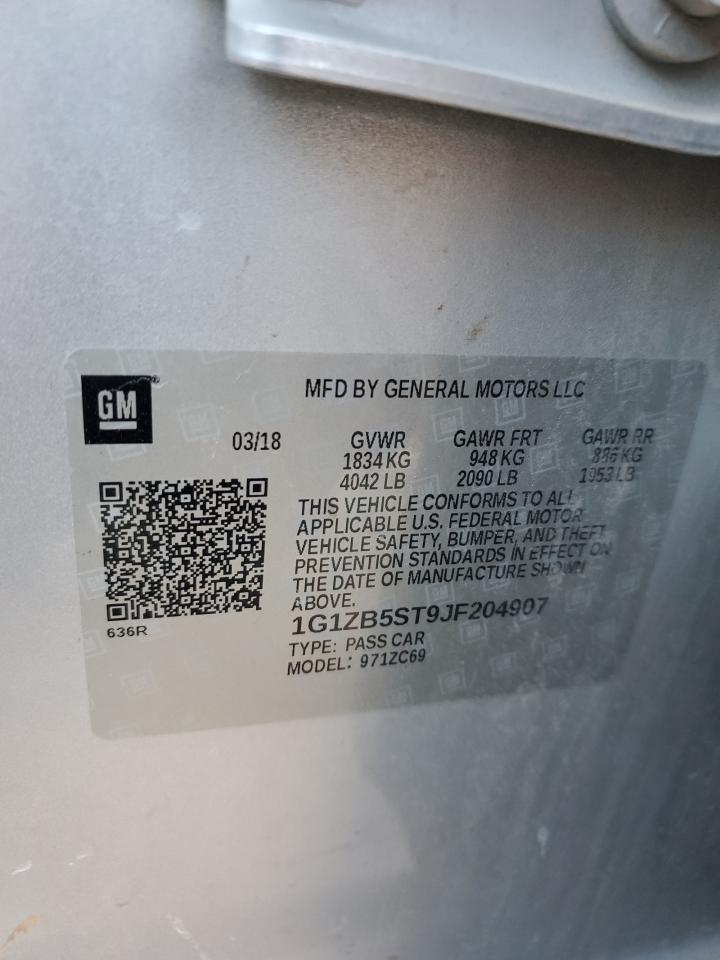 GM
MFD BY GENERAL MOTORS LLC
03/18
GVWR GAWR FRT GAWR RR
1834 KG 948 KG 886 KG
4042 LB 2090 LB 1953 LB
THIS VEHICLE CONFORMS TO ALL
APPLICABLE U.S. FEDERAL MOTOR
VEHICLE SAFETY, BUMPER, AND THEFT
PREVENTION STANDARDS IN EFFECT ON
THE DATE OF MANUFACTURE SHOWN
ABOVE.
1G1ZB5ST9JF204907
636R
TYPE: PASS CAR
MODEL: 971ZC69